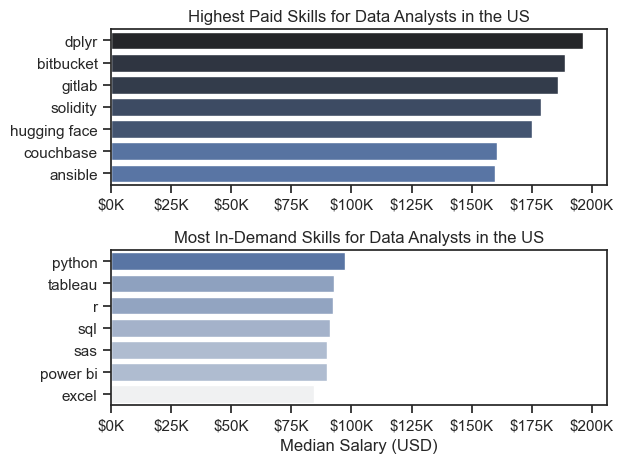 Highest Paid Skills for Data Analysts in the US
dplyr
bitbucket
gitlab
solidity
hugging face
couchbase
ansible
$0K $25K $50K $75K $100K $125K $150K $175K $200K
Most In-Demand Skills for Data Analysts in the US
python
tableau
r
sql
sas
power bi
excel
$0K $25K $50K $75K $100K $125K $150K $175K $200K
Median Salary (USD)